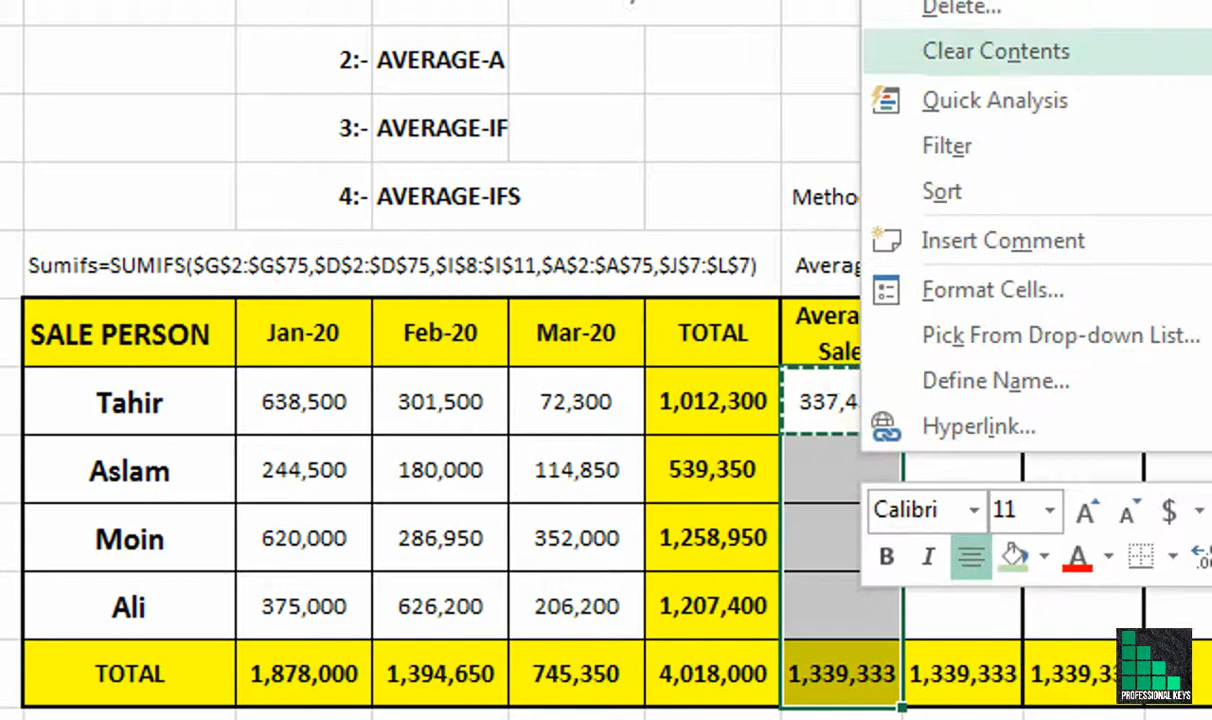 Delete...
2:- AVERAGE-A
Clear Contents
Quick Analysis
3:- AVERAGE-IF
Filter
4:- AVERAGE-IFS
Sort
Insert Comment
Sumifs=SUMIFS($G$2:$G$75,$D$2:$D$75,$I$8:$I$11,$A$2:$A$75,$J$7:$L$7)
Format Cells...
SALE PERSON Jan-20 Feb-20 Mar-20 TOTAL
Sale
Pick From Drop-down List...
Define Name...
Tahir 638,500 301,500 72,300 1,012,300 337,4
Hyperlink...
Aslam 244,500 180,000 114,850 539,350
Calibri 11 A A $
Moin 620,000 286,950 352,000 1,258,950
B I A .00
Ali 375,000 626,200 206,200 1,207,400
TOTAL 1,878,000 1,394,650 745,350 4,018,000 1,339,333 1,339,333 1,339,33
PROFESSIONAL KEYS